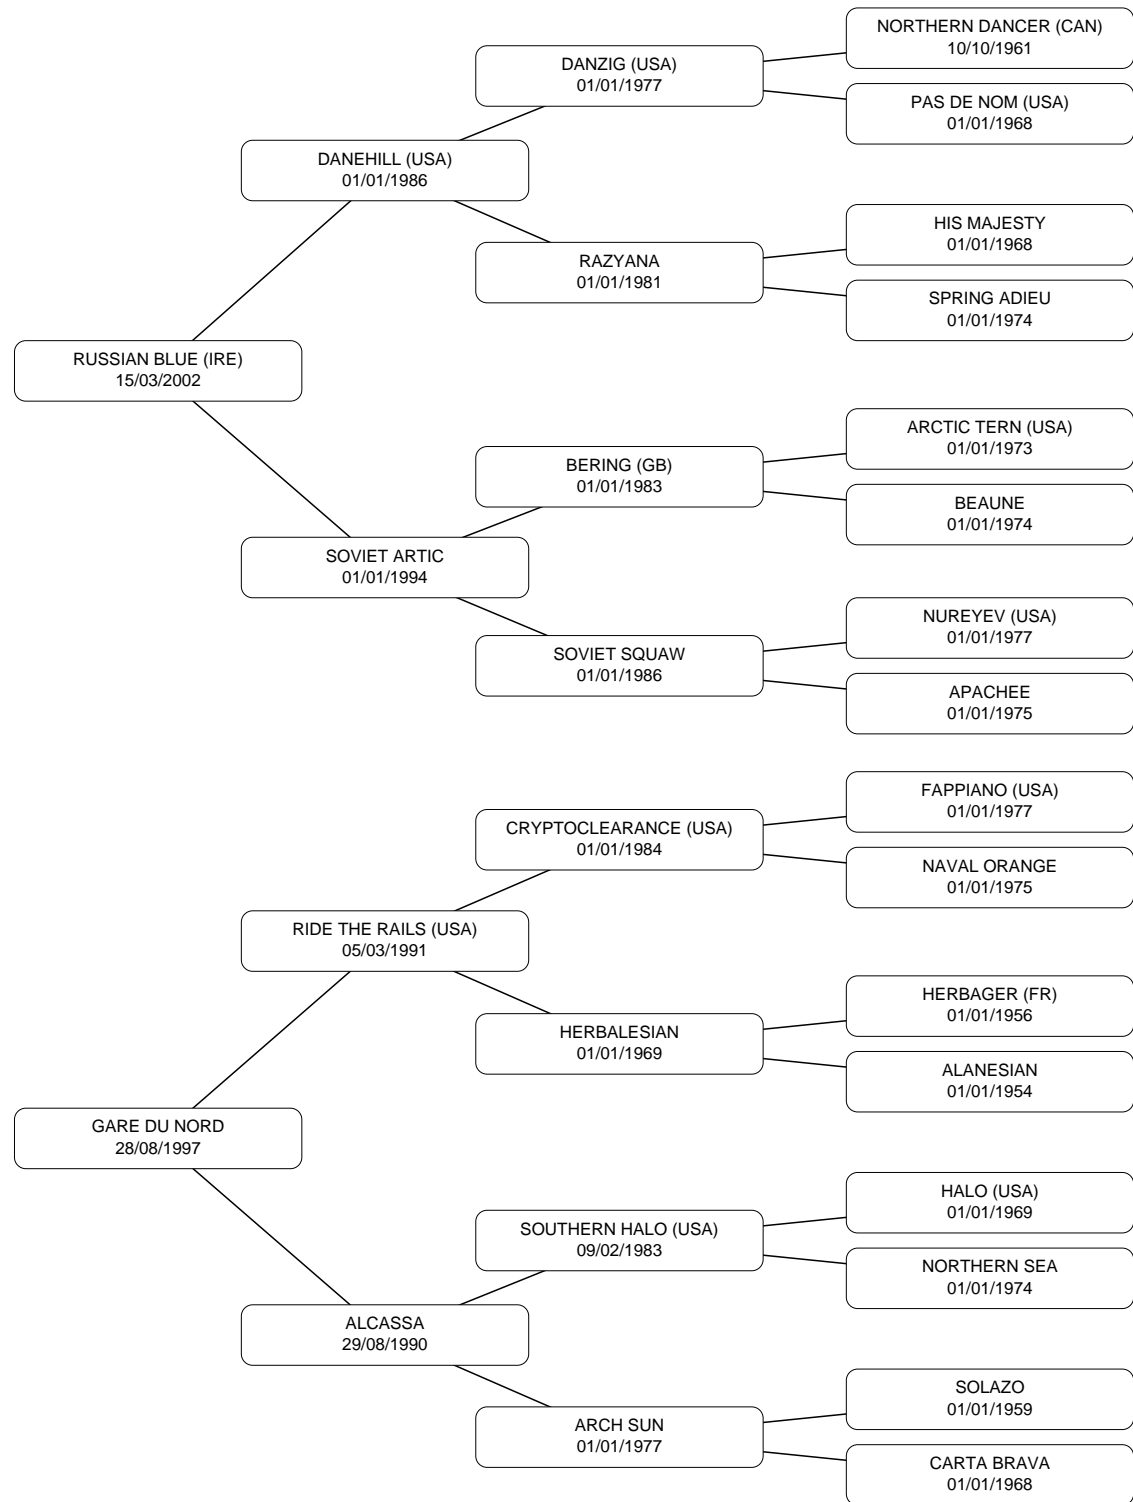 NORTHERN DANCER (CAN)
10/10/1961
DANZIG (USA)
01/01/1977
PAS DE NOM (USA)
01/01/1968
DANEHILL (USA)
01/01/1986
HIS MAJESTY
01/01/1968
RAZYANA
01/01/1981
SPRING ADIEU
01/01/1974
RUSSIAN BLUE (IRE)
15/03/2002
ARCTIC TERN (USA)
01/01/1973
BERING (GB)
01/01/1983
BEAUNE
01/01/1974
SOVIET ARTIC
01/01/1994
NUREYEV (USA)
01/01/1977
SOVIET SQUAW
01/01/1986
APACHEE
01/01/1975
FAPPIANO (USA)
01/01/1977
CRYPTOCLEARANCE (USA)
01/01/1984
NAVAL ORANGE
01/01/1975
RIDE THE RAILS (USA)
05/03/1991
HERBAGER (FR)
01/01/1956
HERBALESIAN
01/01/1969
ALANESIAN
01/01/1954
GARE DU NORD
28/08/1997
HALO (USA)
01/01/1969
SOUTHERN HALO (USA)
09/02/1983
NORTHERN SEA
01/01/1974
ALCASSA
29/08/1990
SOLAZO
01/01/1959
ARCH SUN
01/01/1977
CARTA BRAVA
01/01/1968